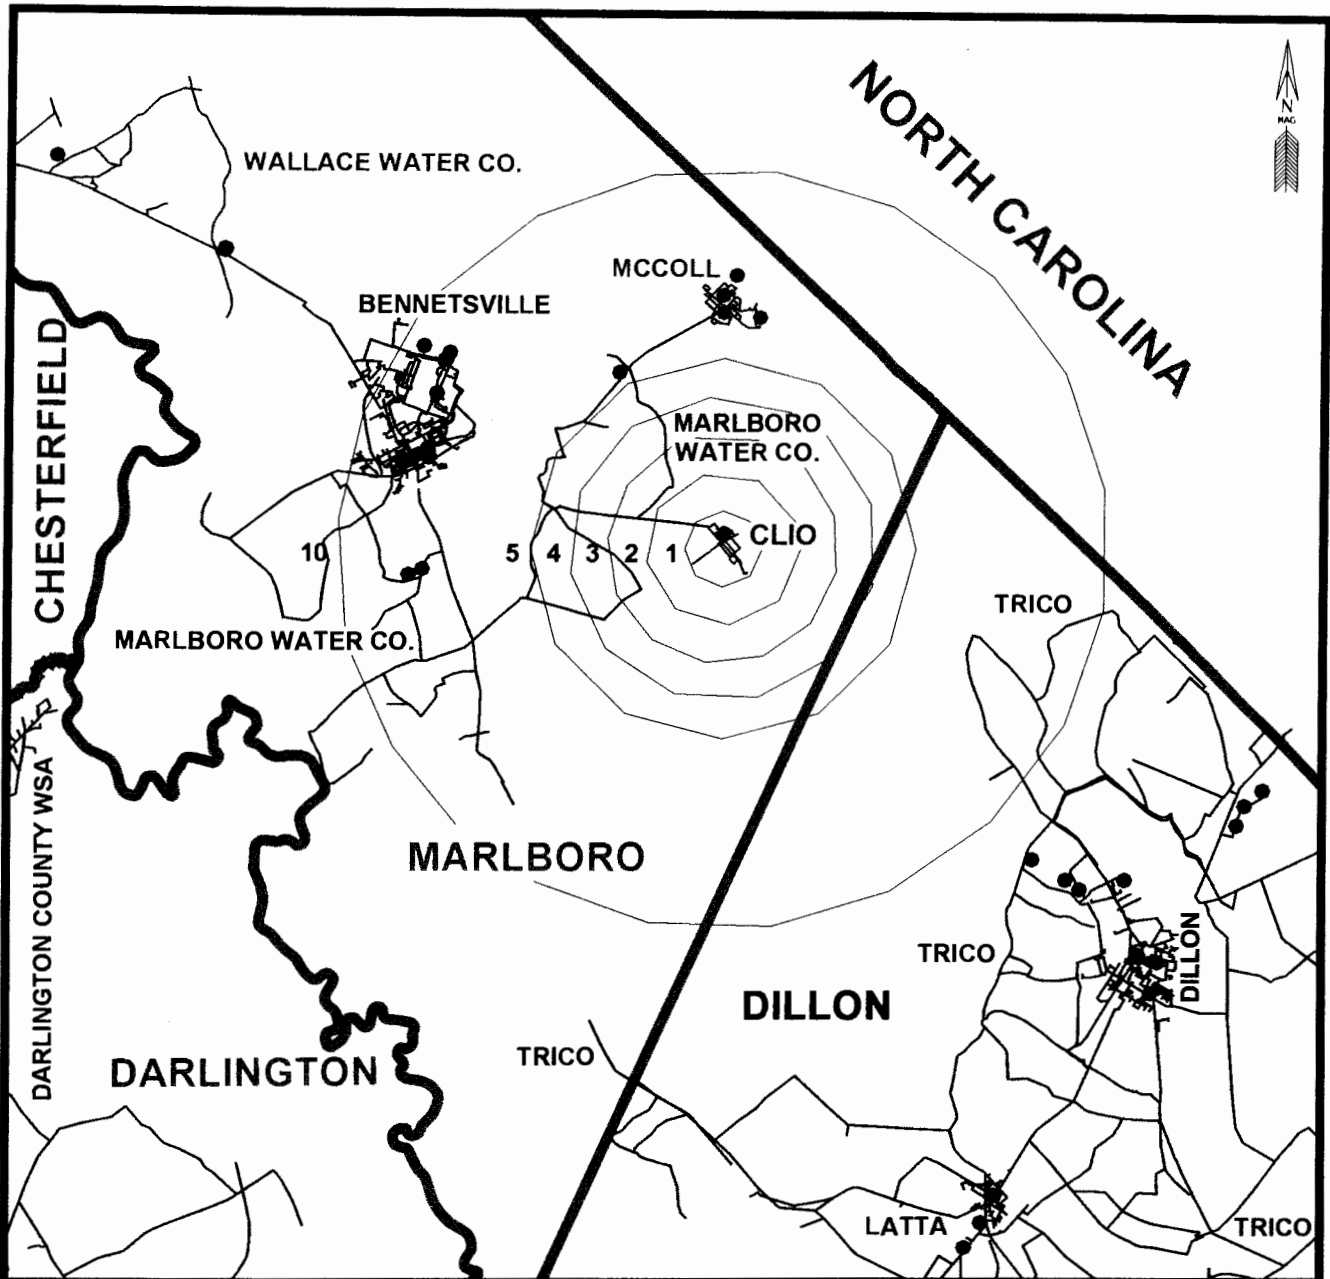 NORTH CAROLINA
N
MAG
WALLACE WATER CO.
MCCOLL
BENNETSVILLE
CHESTERFIELD
MARLBORO
WATER CO.
CLIO
10
5
4
3
2
1
TRICO
MARLBORO WATER CO.
DARLINGTON COUNTY WSA
MARLBORO
TRICO
DILLON
DILLON
TRICO
DARLINGTON
LATTA
TRICO